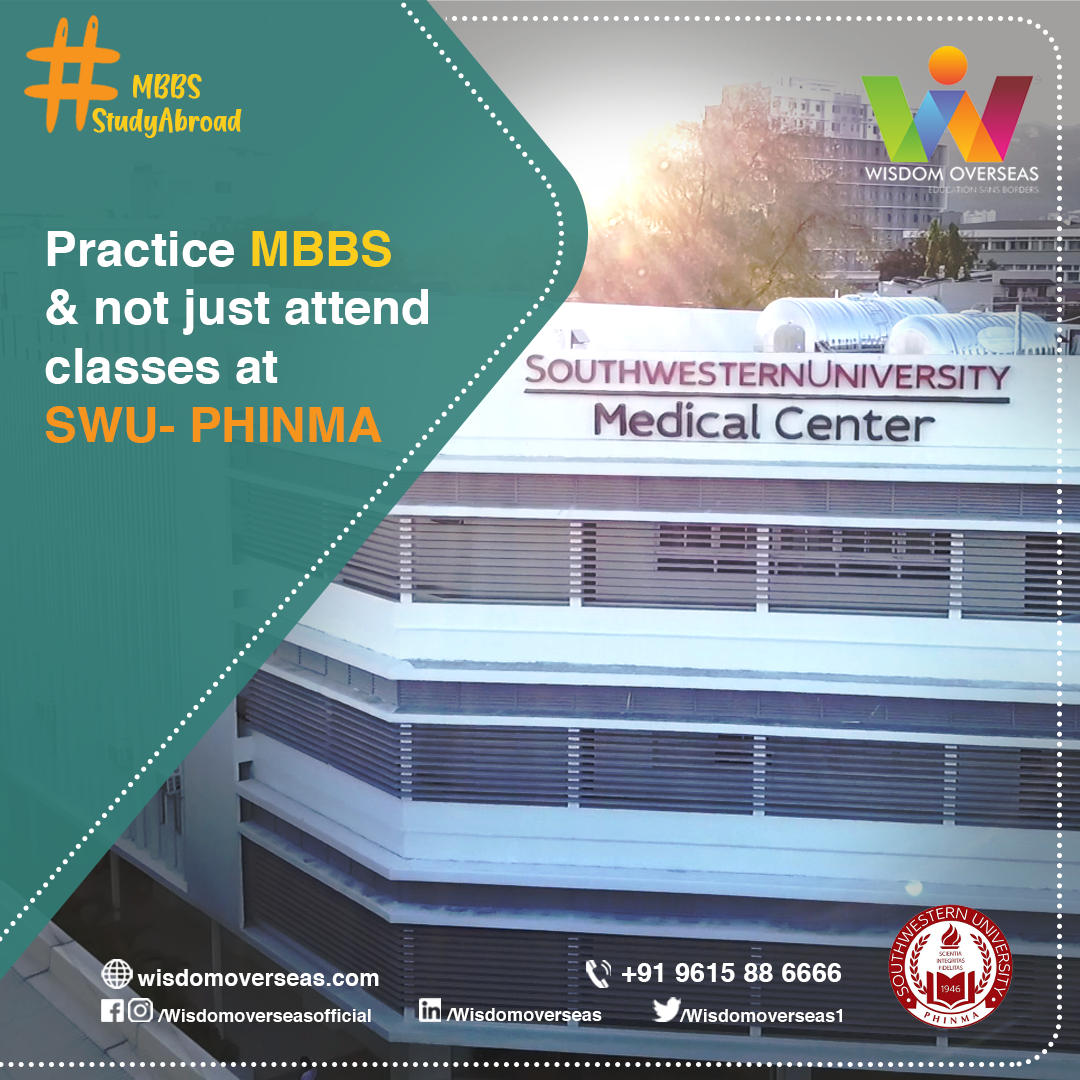 #MBBS
StudyAbroad
WISDOM OVERSEAS
EDUCATION SANS BORDERS
Practice MBBS
& not just attend
classes at
SWU- PHINMA
SOUTHWESTERNUNIVERSITY
Medical Center
wisdomoverseas.com
+91 9615 88 6666
/Wisdomoverseasofficial
/Wisdomoverseas
/Wisdomoverseas1
SOUTHWESTERN UNIVERSITY
SCIENTIA
INTEGRITAS
FIDELITAS
1946
PHINMA